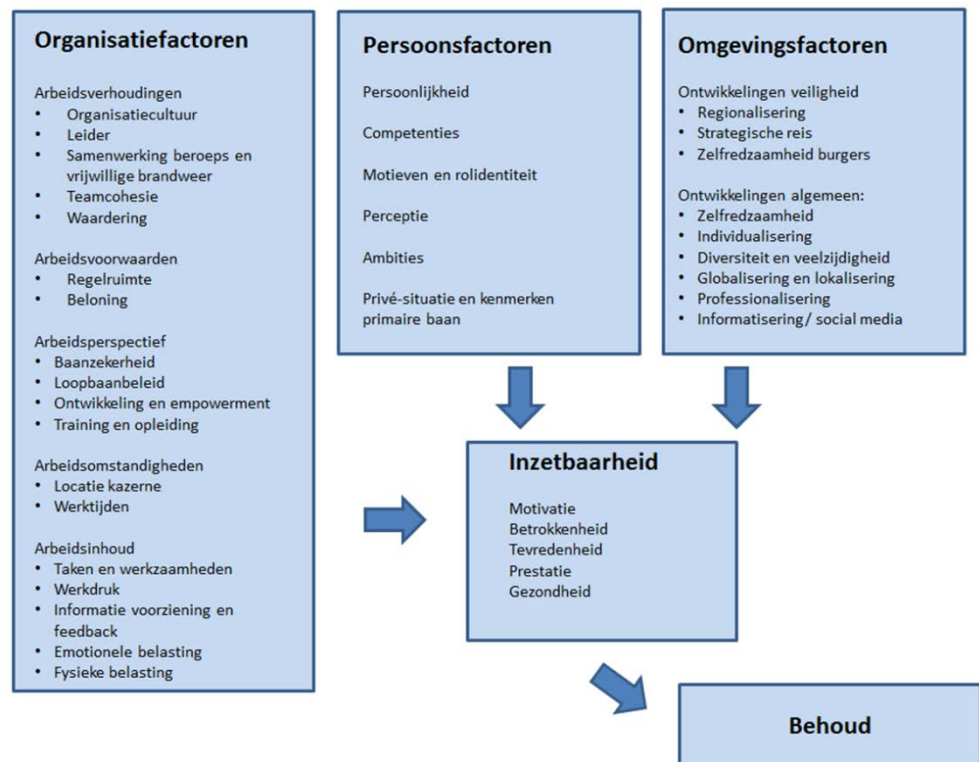 Organisatiefactoren
Arbeidsverhoudingen
• Organisatiecultuur
• Leider
• Samenwerking beroeps en
vrijwillige brandweer
• Teamcohesie
• Waardering
Arbeidsvoorwaarden
• Regelruimte
• Beloning
Arbeidsperspectief
• Baanzekerheid
• Loopbaanbeleid
• Ontwikkeling en empowerment
• Training en opleiding
Arbeidsomstandigheden
• Locatie kazerne
• Werktijden
Arbeidsinhoud
• Taken en werkzaamheden
• Werkdruk
• Informatie voorziening en
feedback
• Emotionele belasting
• Fysieke belasting
Persoonsfactoren
Persoonlijkheid
Competenties
Motieven en rolidentiteit
Perceptie
Ambities
Privé-situatie en kenmerken
primaire baan
Omgevingsfactoren
Ontwikkelingen veiligheid
• Regionalisering
• Strategische reis
• Zelfredzaamheid burgers
Ontwikkelingen algemeen:
• Zelfredzaamheid
• Individualisering
• Diversiteit en veelzijdigheid
• Globalisering en lokalisering
• Professionalisering
• Informatisering/ social media
Inzetbaarheid
Motivatie
Betrokkenheid
Tevredenheid
Prestatie
Gezondheid
Behoud